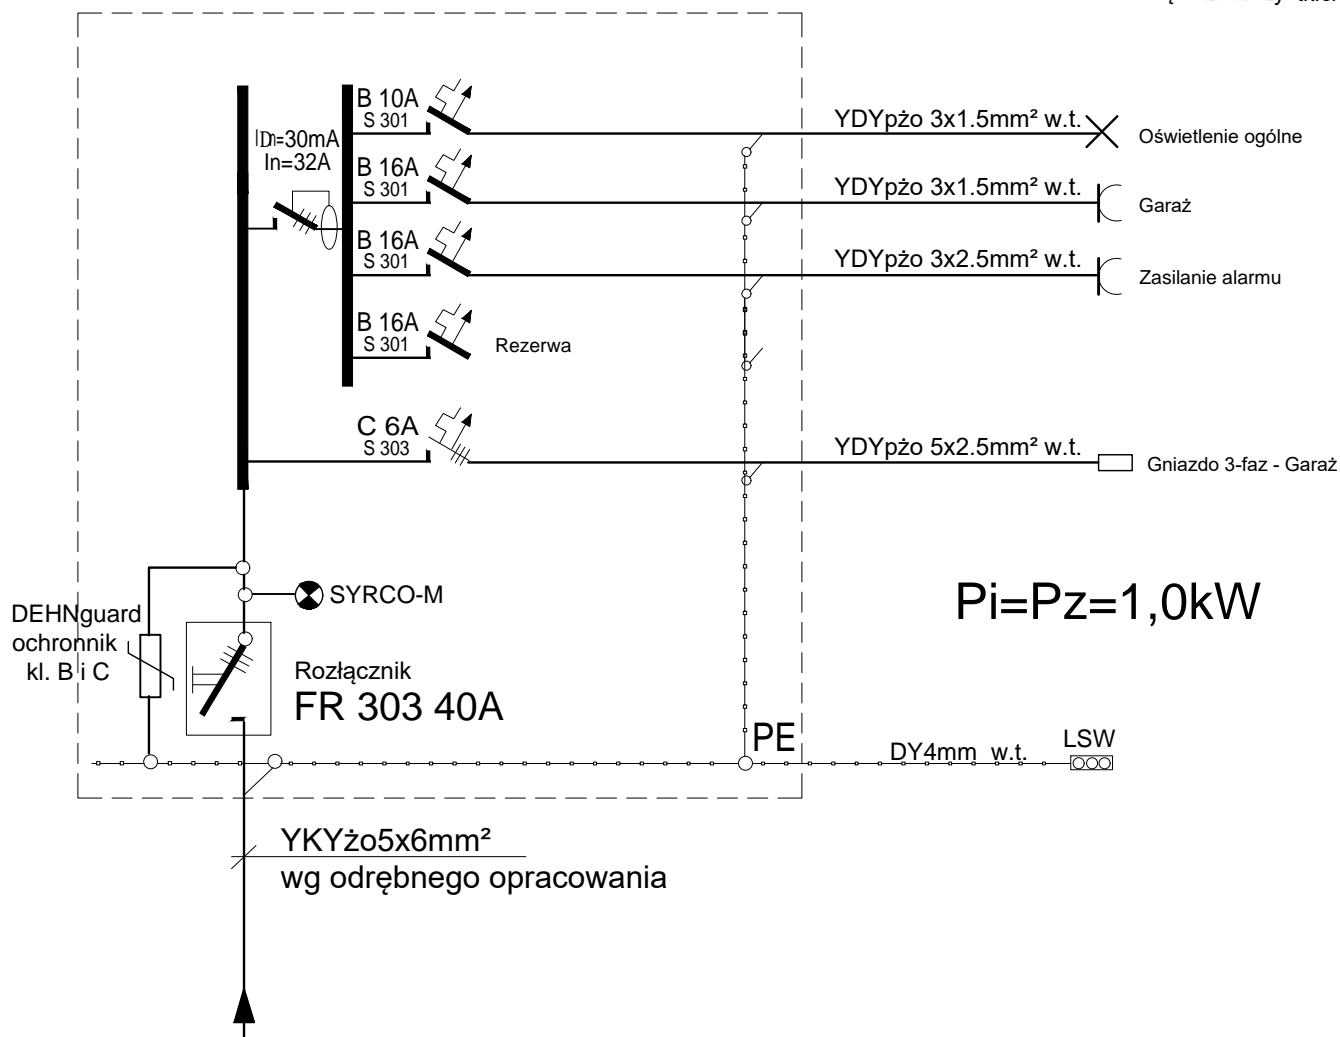 B 10A
S 301
YDYpżo 3x1.5mm² w.t.
Oświetlenie ogólne
In=30mA
In=32A
B 16A
S 301
YDYpżo 3x1.5mm² w.t.
Garaż
B 16A
S 301
YDYpżo 3x2.5mm² w.t.
Zasilanie alarmu
B 16A
S 301
Rezerwa
C 6A
S 303
YDYpżo 5x2.5mm² w.t.
Gniazdo 3-faz - Garaż
SYRCO-M
Pi=Pz=1,0kW
DEHNguard
ochronnik
kl. B i C
Rozłącznik
FR 303 40A
PE
DY4mm w.t.
LSW
YKYżo5x6mm²
wg odrębnego opracowania